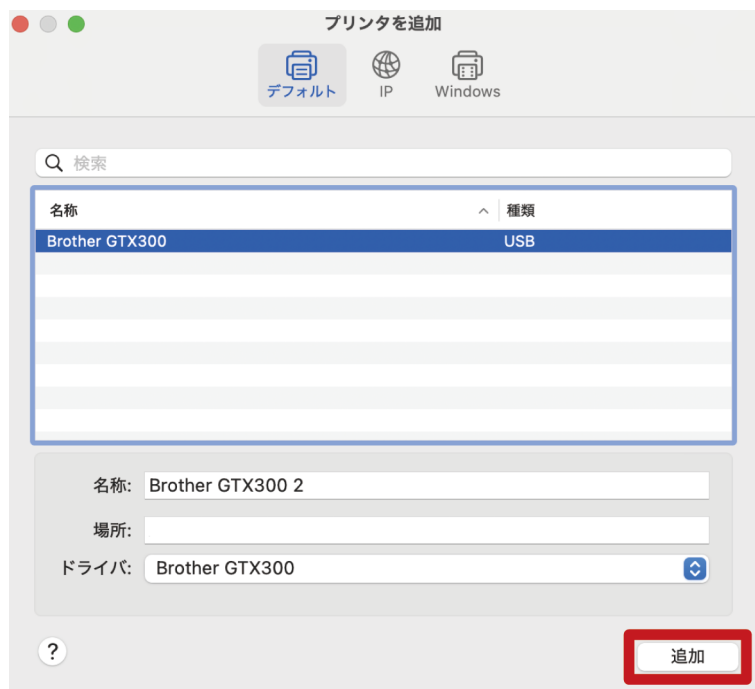 プリンタを追加
デフォルト
IP
Windows
検索
名称
種類
Brother GTX300
USB
名称: Brother GTX300 2
場所:
ドライバ: Brother GTX300
?
追加